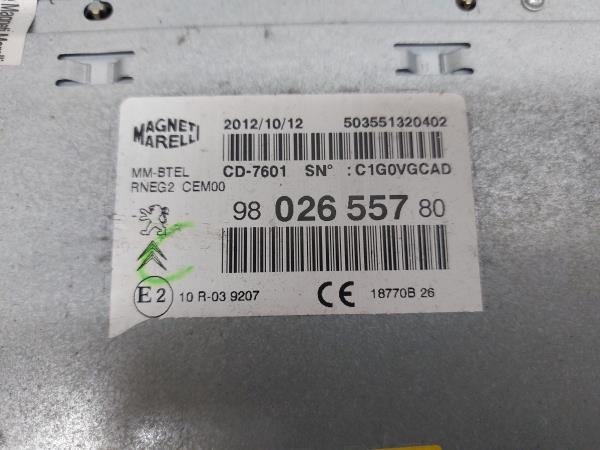 MAGNETI
MARELLI
2012/10/12 503551320402
MM-BTEL CD-7601 SN° : C1G0VGCAD
RNEG2 CEM00
98 026 557 80
E2 10 R-03 9207 CE 18770B 26